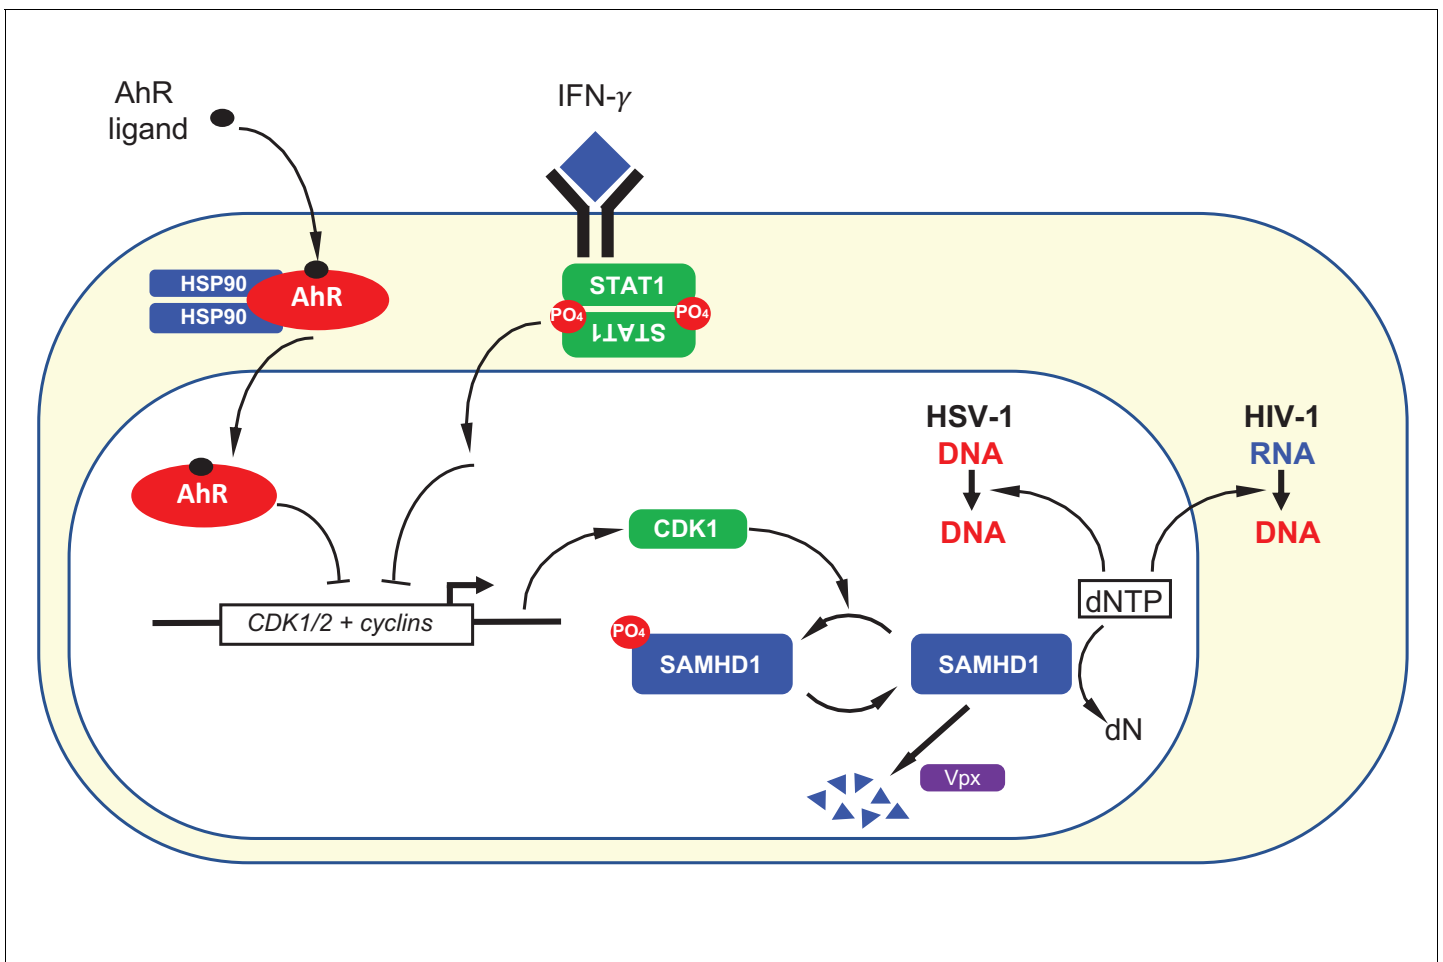 AhR
ligand
IFN-γ
HSP90
HSP90
AhR
STAT1
PO4
PO4
STAT1
AhR
HSV-1
DNA
DNA
HIV-1
RNA
DNA
CDK1
dNTP
CDK1/2 + cyclins
PO4
SAMHD1
SAMHD1
dN
Vpx